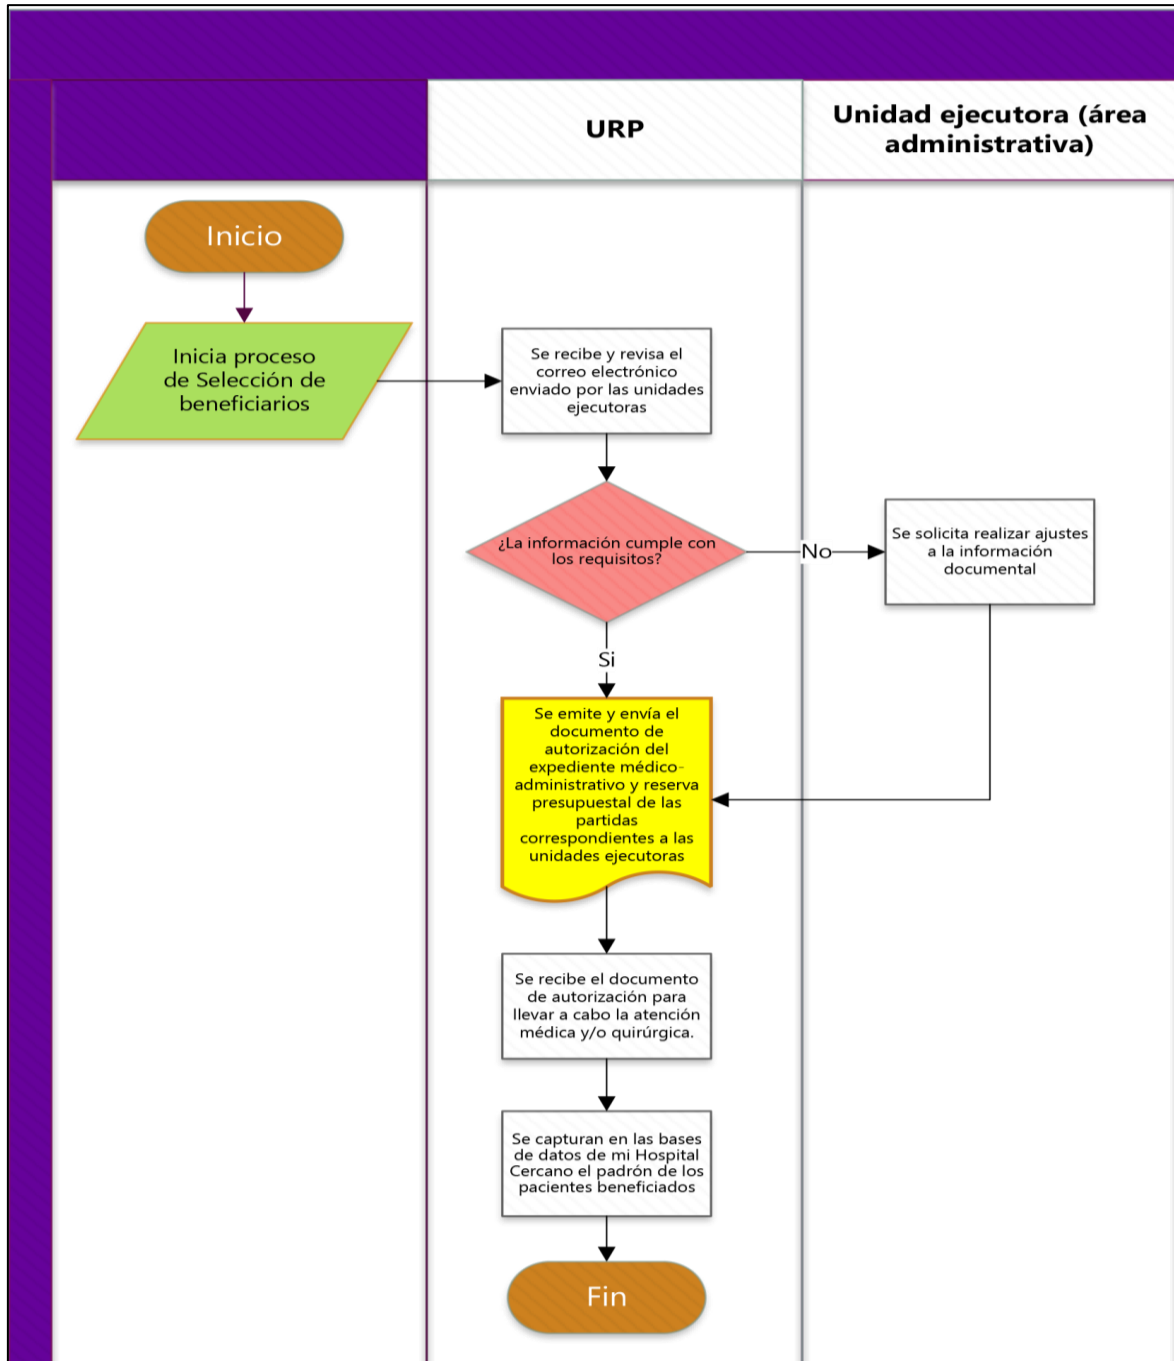 URP
Unidad ejecutora (área
administrativa)
Inicio
Inicia proceso
de Selección de
beneficiarios
Se recibe y revisa el
correo electrónico
enviado por las unidades
ejecutoras
¿La información cumple con
los requisitos?
No
Se solicita realizar ajustes
a la información
documental
Si
Se emite y envía el
documento de
autorización del
expediente médico-
administrativo y reserva
presupuestal de las
partidas
correspondientes a las
unidades ejecutoras
Se recibe el documento
de autorización para
llevar a cabo la atención
médica y/o quirúrgica.
Se capturan en las bases
de datos de mi Hospital
Cercano el padrón de los
pacientes beneficiados
Fin